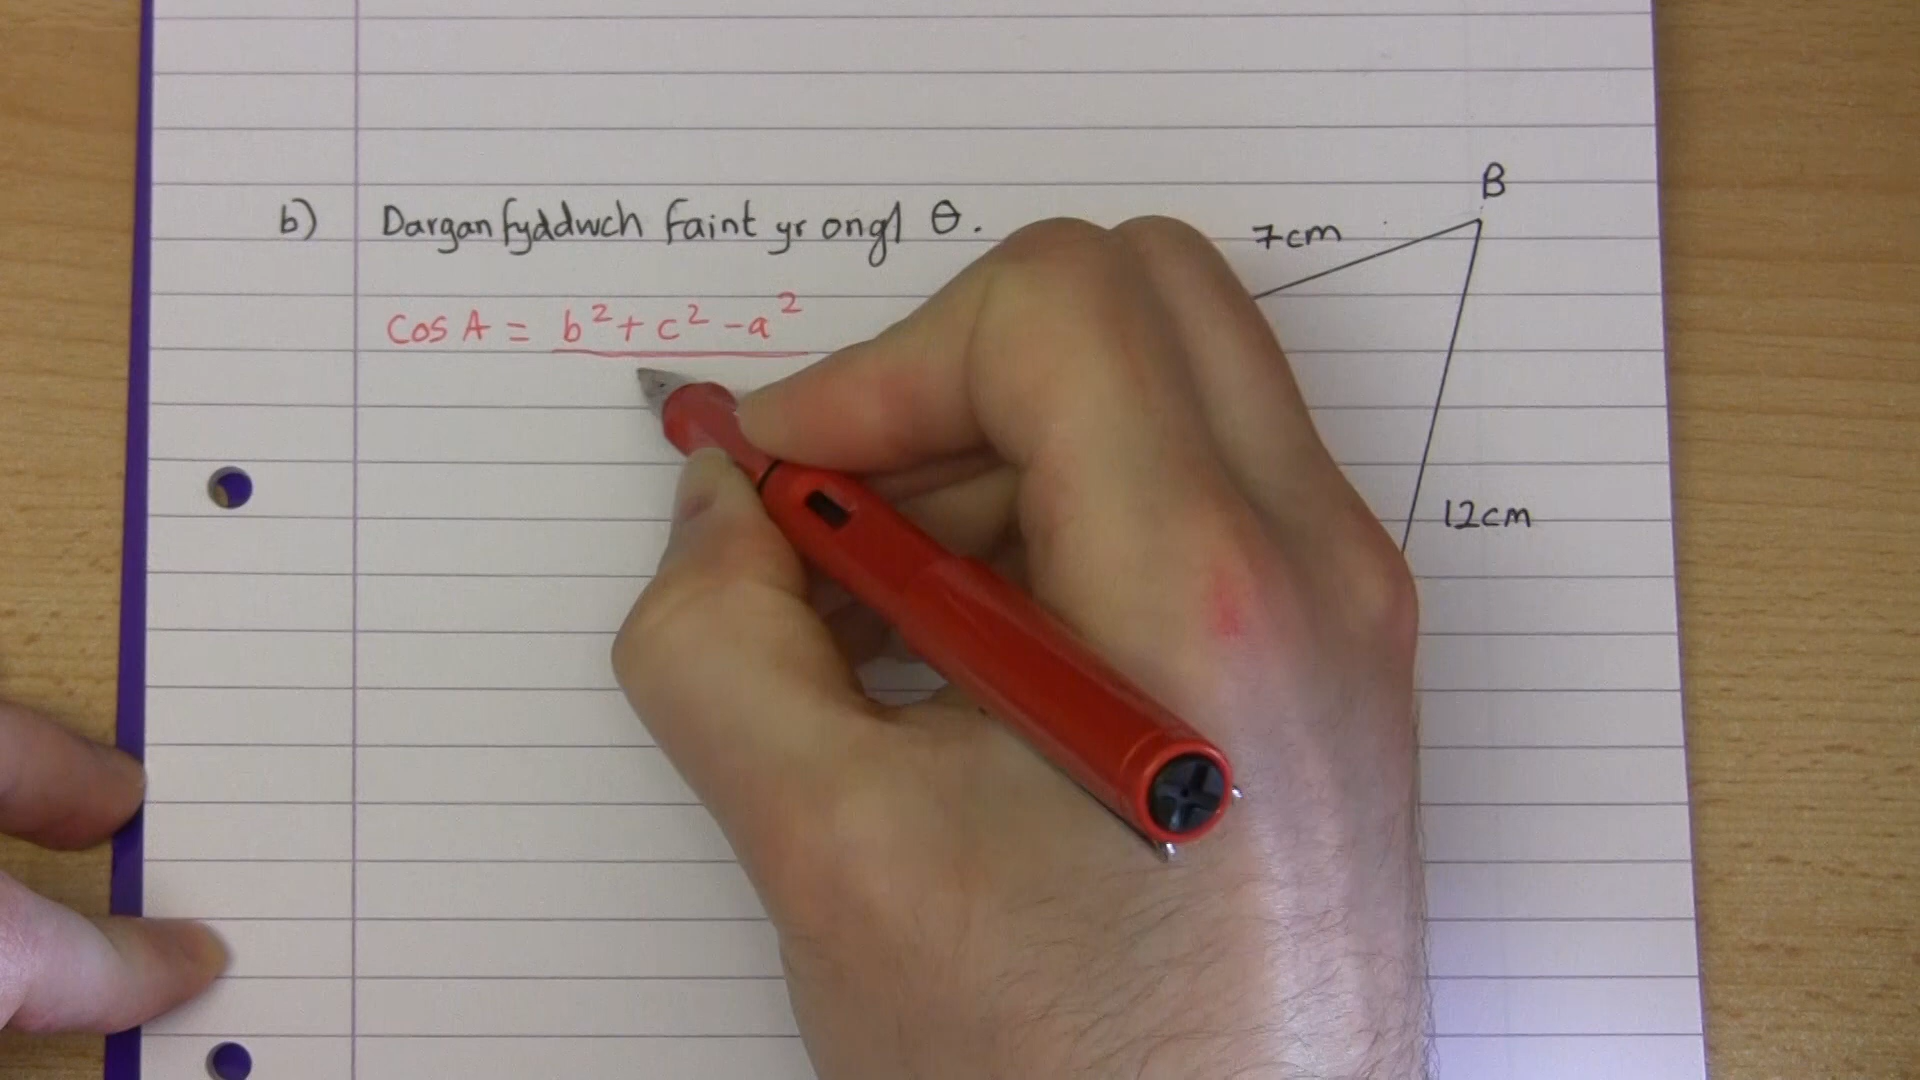 B
7cm
b) Darganfyddwch faint yr ongl θ.
cos A = b² + c² - a²
12cm